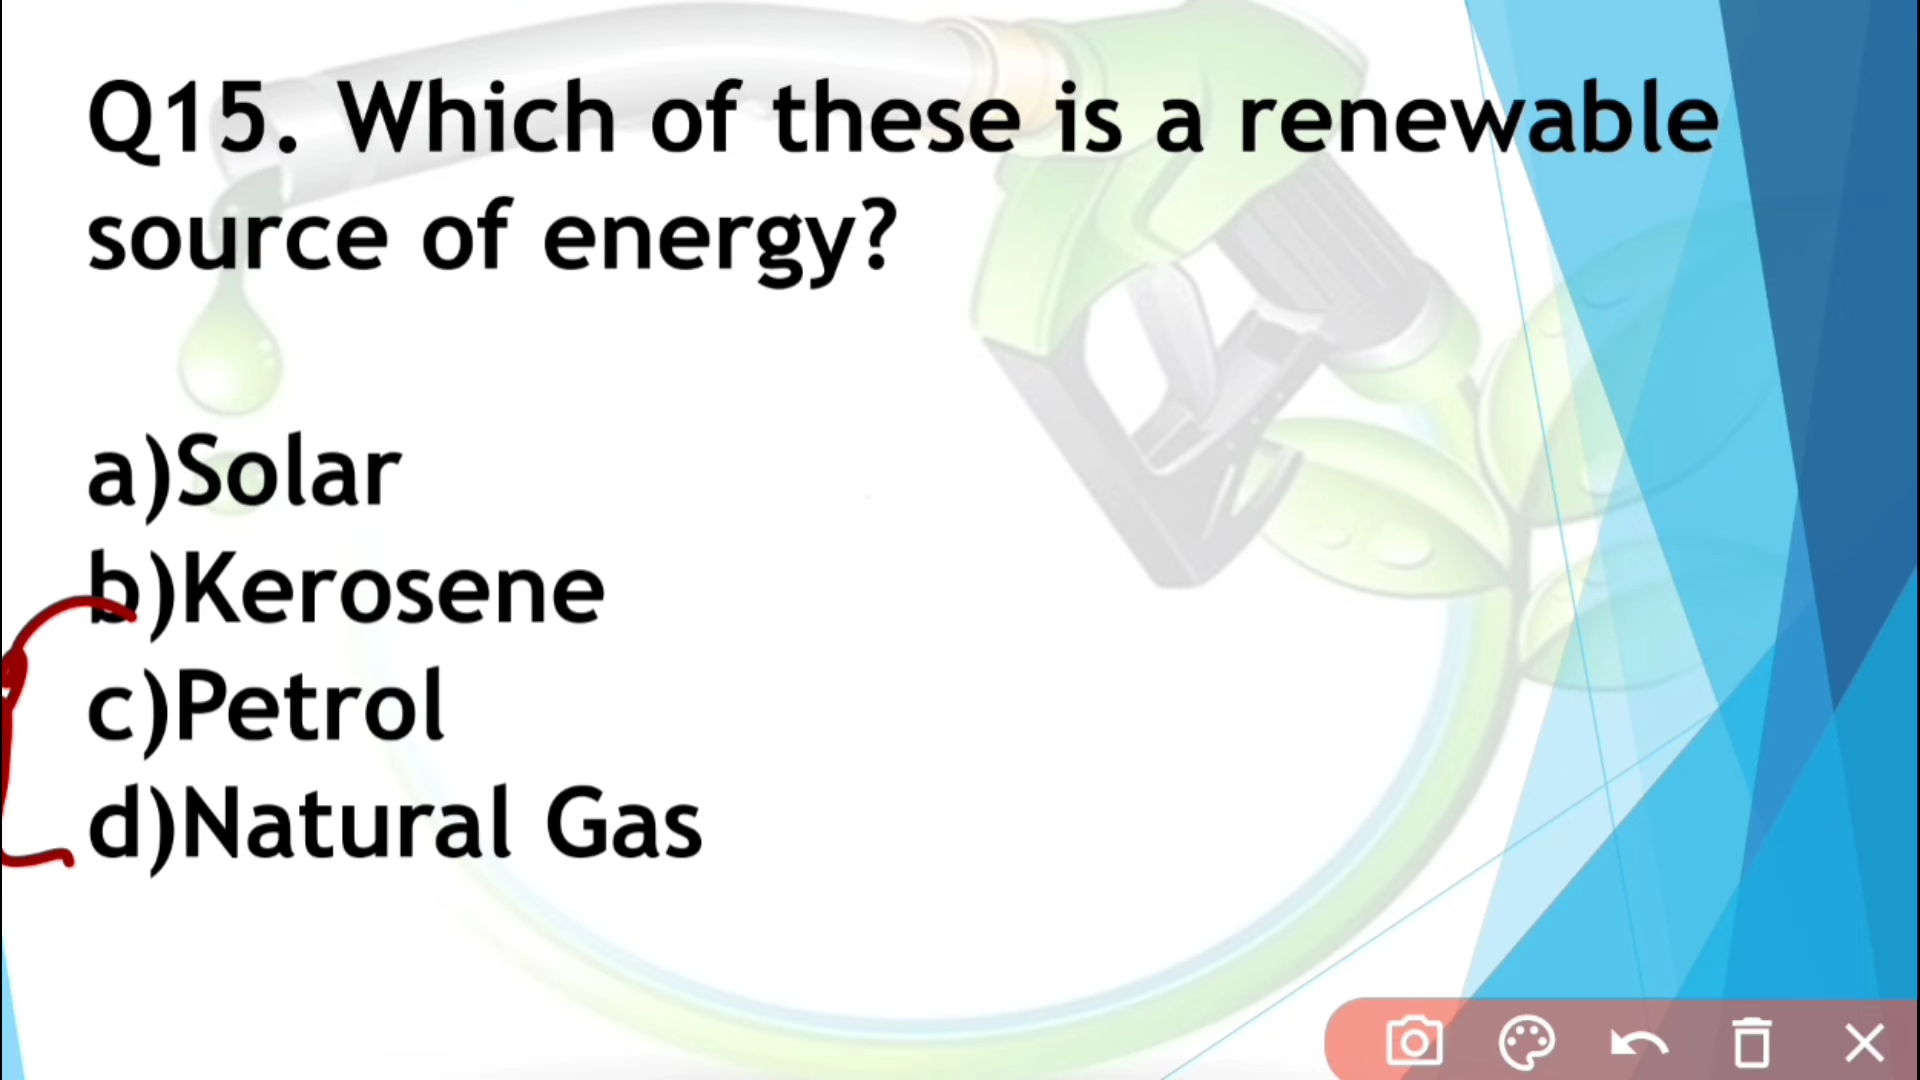 Q15. Which of these is a renewable
source of energy?
a)Solar
b)Kerosene
c)Petrol
d)Natural Gas